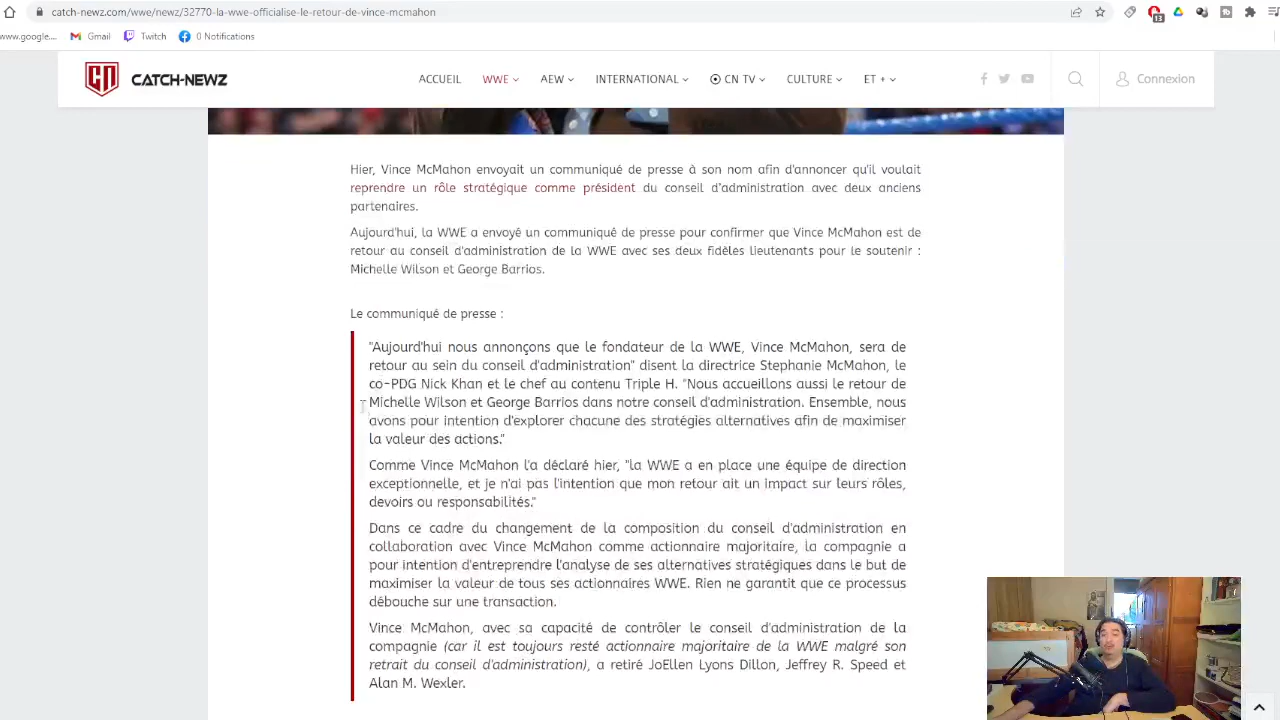 catch-newz.com/wwe/newz/32770-la-wwe-officialise-le-retour-de-vince-mcmahon
13
www.google....
Gmail
Twitch
0 Notifications
CN
CATCH-NEWZ
ACCUEIL
WWE
AEW
INTERNATIONAL
CN TV
CULTURE
ET +
Connexion
Hier, Vince McMahon envoyait un communiqué de presse à son nom afin d'annoncer qu'il voulait
reprendre un rôle stratégique comme président du conseil d'administration avec deux anciens
partenaires.
Aujourd'hui, la WWE a envoyé un communiqué de presse pour confirmer que Vince McMahon est de
retour au conseil d'administration de la WWE avec ses deux fidèles lieutenants pour le soutenir :
Michelle Wilson et George Barrios.
Le communiqué de presse :
"Aujourd'hui nous annonçons que le fondateur de la WWE, Vince McMahon, sera de
retour au sein du conseil d'administration" disent la directrice Stephanie McMahon, le
co-PDG Nick Khan et le chef au contenu Triple H. "Nous accueillons aussi le retour de
Michelle Wilson et George Barrios dans notre conseil d'administration. Ensemble, nous
avons pour intention d'explorer chacune des stratégies alternatives afin de maximiser
la valeur des actions."
Comme Vince McMahon l'a déclaré hier, "la WWE a en place une équipe de direction
exceptionnelle, et je n'ai pas l'intention que mon retour ait un impact sur leurs rôles,
devoirs ou responsabilités."
Dans ce cadre du changement de la composition du conseil d'administration en
collaboration avec Vince McMahon comme actionnaire majoritaire, la compagnie a
pour intention d'entreprendre l'analyse de ses alternatives stratégiques dans le but de
maximiser la valeur de tous ses actionnaires WWE. Rien ne garantit que ce processus
débouche sur une transaction.
Vince McMahon, avec sa capacité de contrôler le conseil d'administration de la
compagnie (car il est toujours resté actionnaire majoritaire de la WWE malgré son
retrait du conseil d'administration), a retiré JoEllen Lyons Dillon, Jeffrey R. Speed et
Alan M. Wexler.